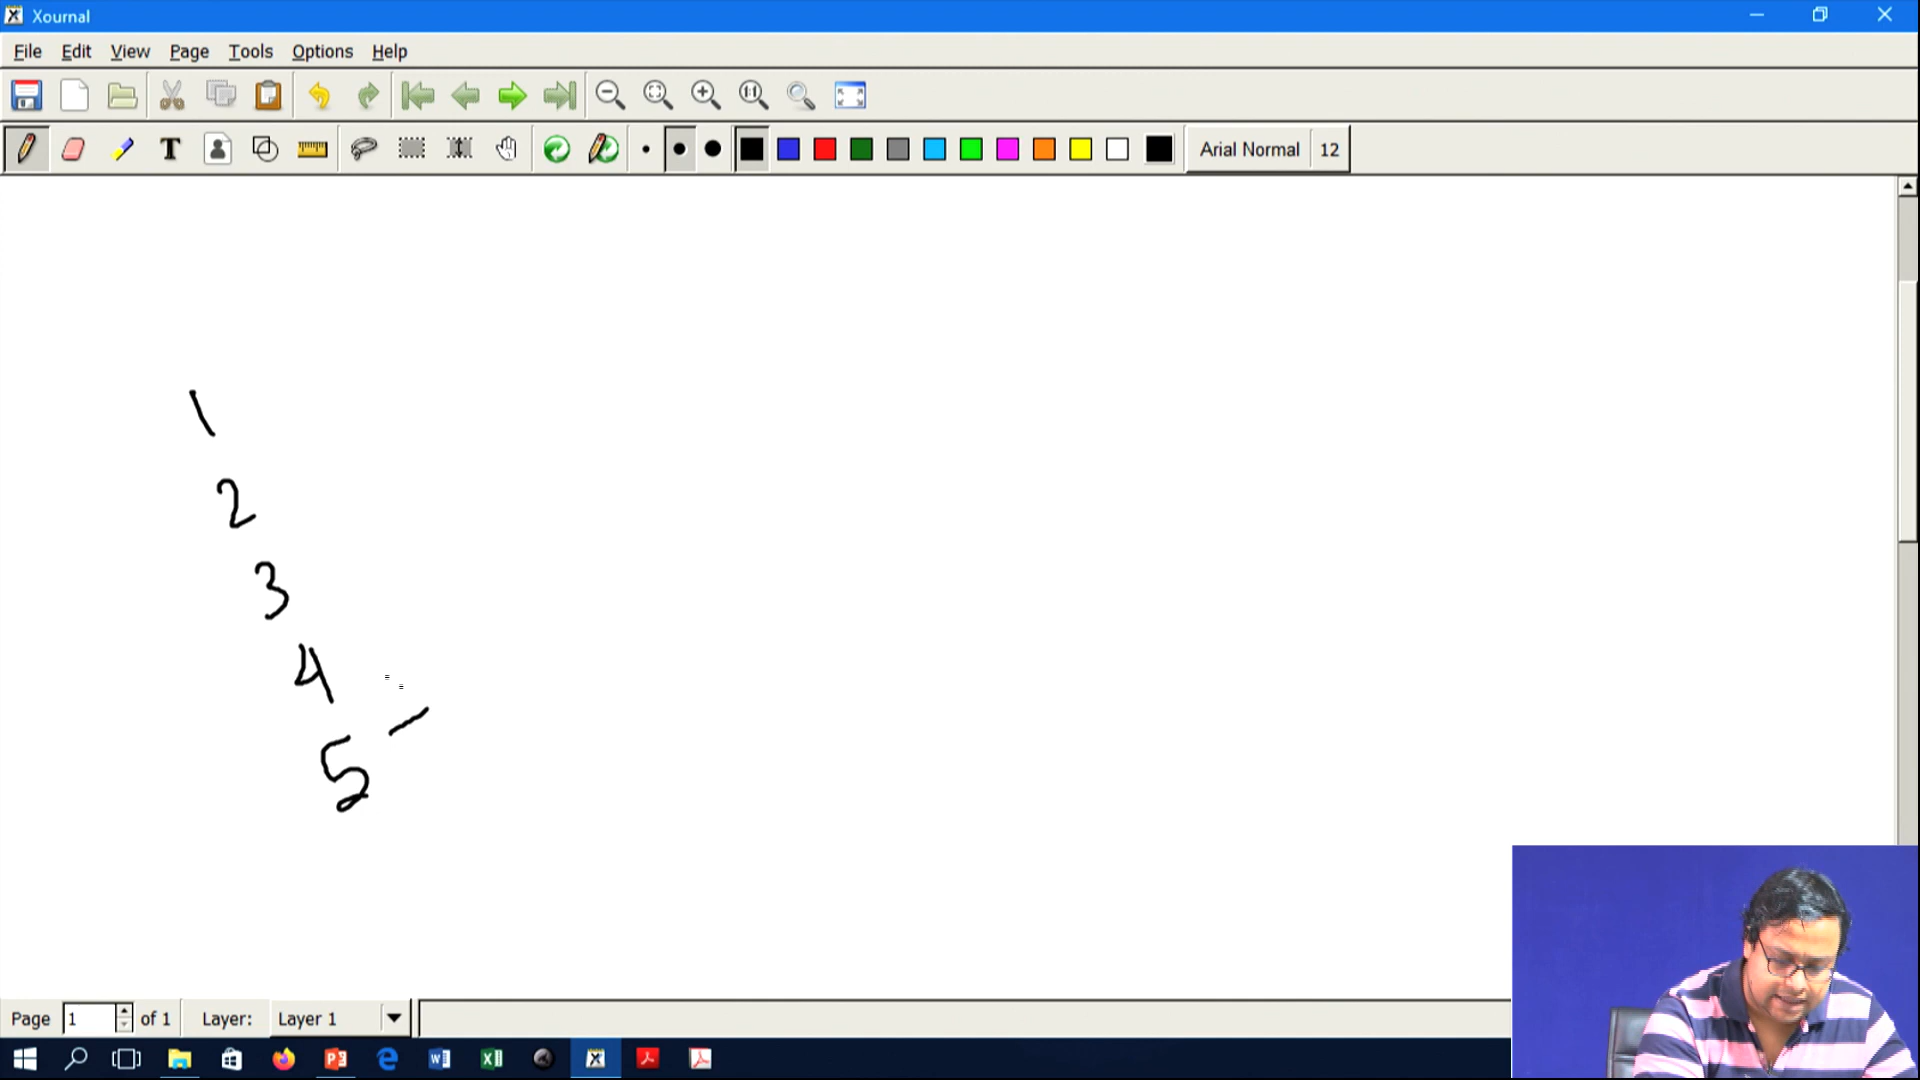 Xournal
File Edit View Page Tools Options Help
T Arial Normal 12
1
2
3
4
5 –
Page 1 of 1 Layer: Layer 1